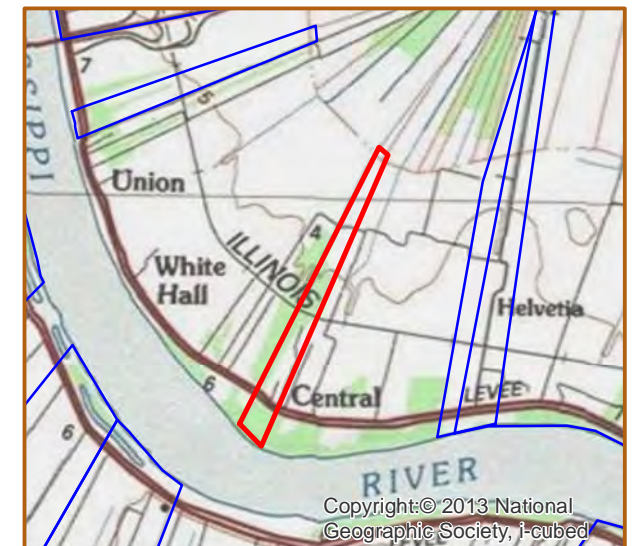 7
5
SSIPPI
Union
4
ILLINOIS
White
Hall
Helvetia
6
Central
LEVEE
7
6
RIVER
Copyright:© 2013 National
Geographic Society, i-cubed